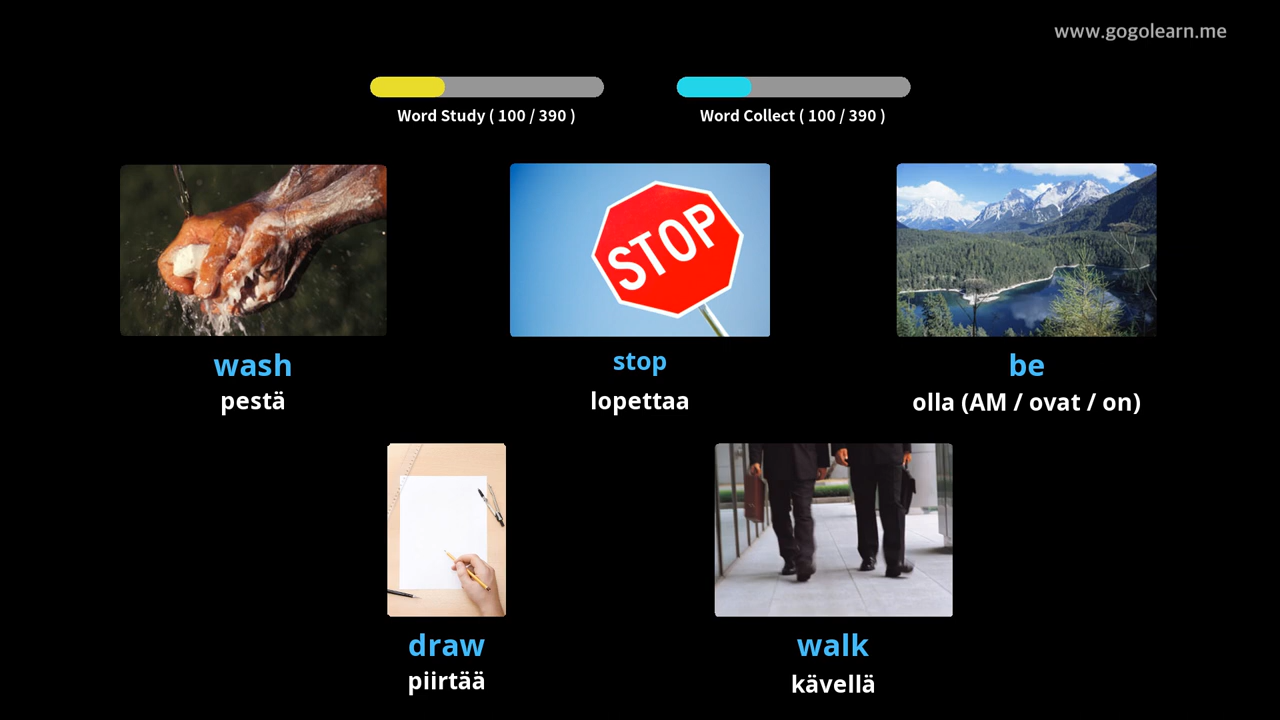 www.gogolearn.me
Word Study ( 100 / 390 )
Word Collect ( 100 / 390 )
STOP
wash
pestä
stop
lopettaa
be
olla (AM / ovat / on)
draw
piirtää
walk
kävellä